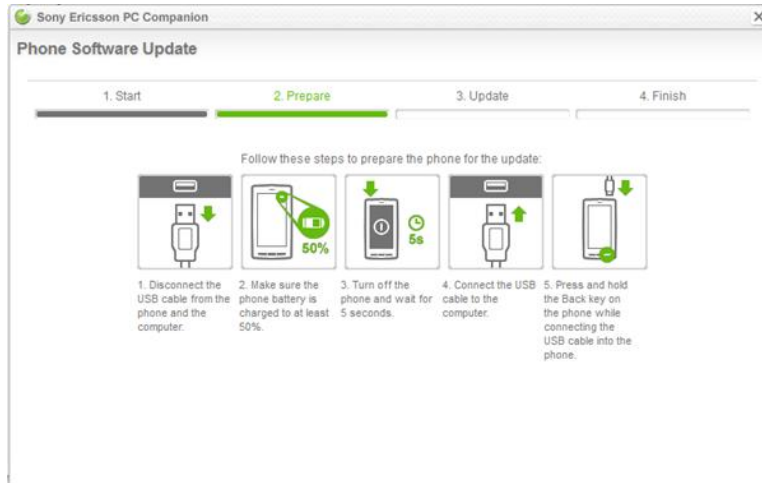 Sony Ericsson PC Companion
Phone Software Update
1. Start
2. Prepare
3. Update
4. Finish
Follow these steps to prepare the phone for the update:
50%
5s
1. Disconnect the
USB cable from the
phone and the
computer.
2. Make sure the
phone battery is
charged to at least
50%.
3. Turn off the
phone and wait for
5 seconds.
4. Connect the USB
cable to the
computer.
5. Press and hold
the Back key on
the phone while
connecting the
USB cable into the
phone.